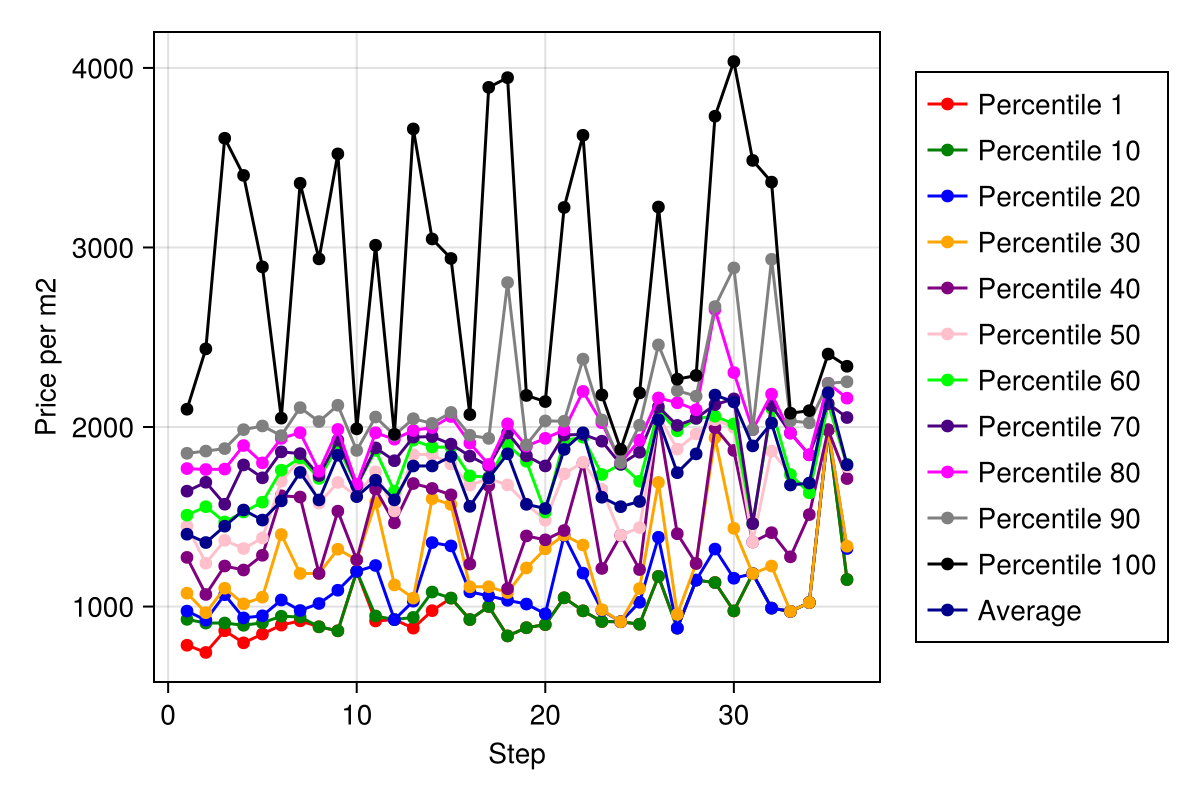 4000
3000
2000
1000
Price per m2
0
10
20
30
Step
Percentile 1
Percentile 10
Percentile 20
Percentile 30
Percentile 40
Percentile 50
Percentile 60
Percentile 70
Percentile 80
Percentile 90
Percentile 100
Average